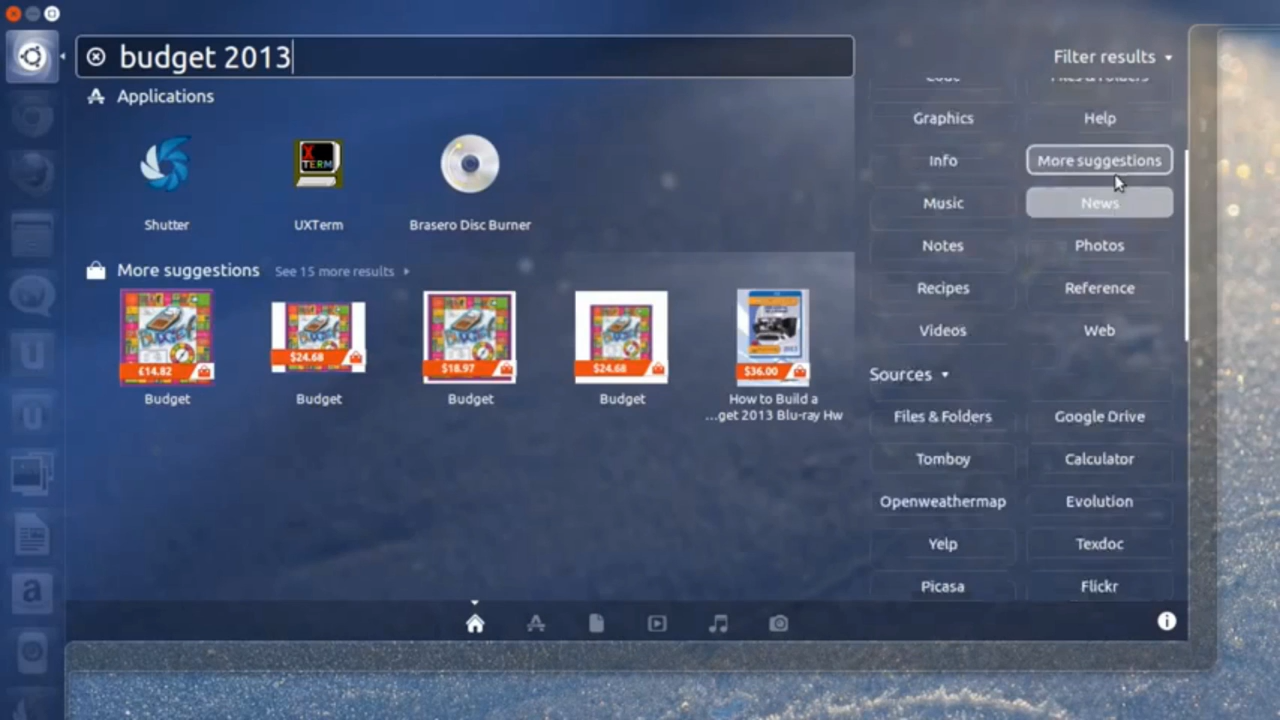 budget 2013
Filter results
Applications
Graphics
Help
Info
More suggestions
Music
News
Notes
Photos
Recipes
Reference
Videos
Web
Sources
Files & Folders
Google Drive
Tomboy
Calculator
Openweathermap
Evolution
Yelp
Texdoc
Picasa
Flickr
X
TERM
Shutter
UXTerm
Brasero Disc Burner
More suggestions
See 15 more results
£14.82
$24.68
$18.97
$24.68
$36.00
Budget
Budget
Budget
Budget
How to Build a
...get 2013 Blu-ray Hw